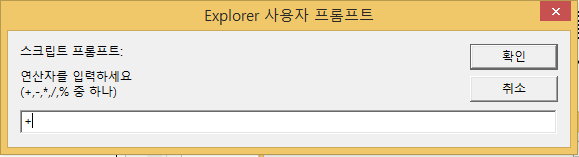 Explorer 사용자 프롬프트
스크립트 프롬프트:
확인
연산자를 입력하세요
(+,-,*,/,% 중 하나)
취소
+